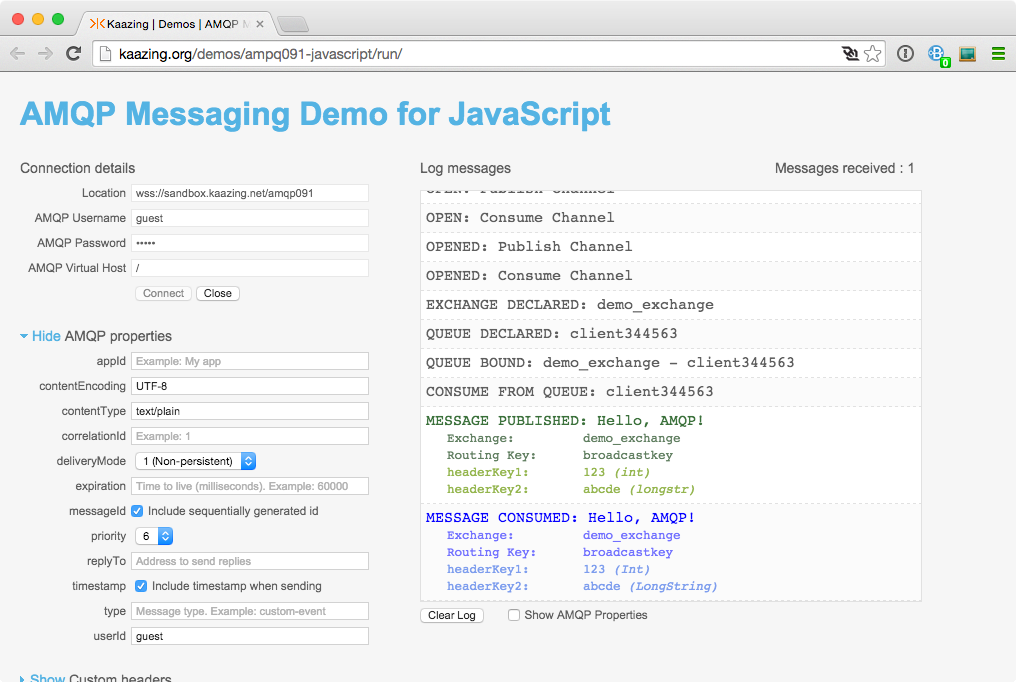 Kaazing | Demos | AMQP M
kaazing.org/demos/ampq091-javascript/run/
0
AMQP Messaging Demo for JavaScript
Connection details
Location wss://sandbox.kaazing.net/amqp091
AMQP Username guest
AMQP Password •••••
AMQP Virtual Host /
Connect Close
Hide AMQP properties
appId Example: My app
contentEncoding UTF-8
contentType text/plain
correlationId Example: 1
deliveryMode 1 (Non-persistent)
expiration Time to live (milliseconds). Example: 60000
messageId Include sequentially generated id
priority 6
replyTo Address to send replies
timestamp Include timestamp when sending
type Message type. Example: custom-event
userId guest
Show Custom headers
Log messages Messages received : 1
OPEN: Publish Channel
OPEN: Consume Channel
OPENED: Publish Channel
OPENED: Consume Channel
EXCHANGE DECLARED: demo_exchange
QUEUE DECLARED: client344563
QUEUE BOUND: demo_exchange - client344563
CONSUME FROM QUEUE: client344563
MESSAGE PUBLISHED: Hello, AMQP!
Exchange: demo_exchange
Routing Key: broadcastkey
headerKey1: 123 (int)
headerKey2: abcde (longstr)
MESSAGE CONSUMED: Hello, AMQP!
Exchange: demo_exchange
Routing Key: broadcastkey
headerKey1: 123 (Int)
headerKey2: abcde (LongString)
Clear Log Show AMQP Properties